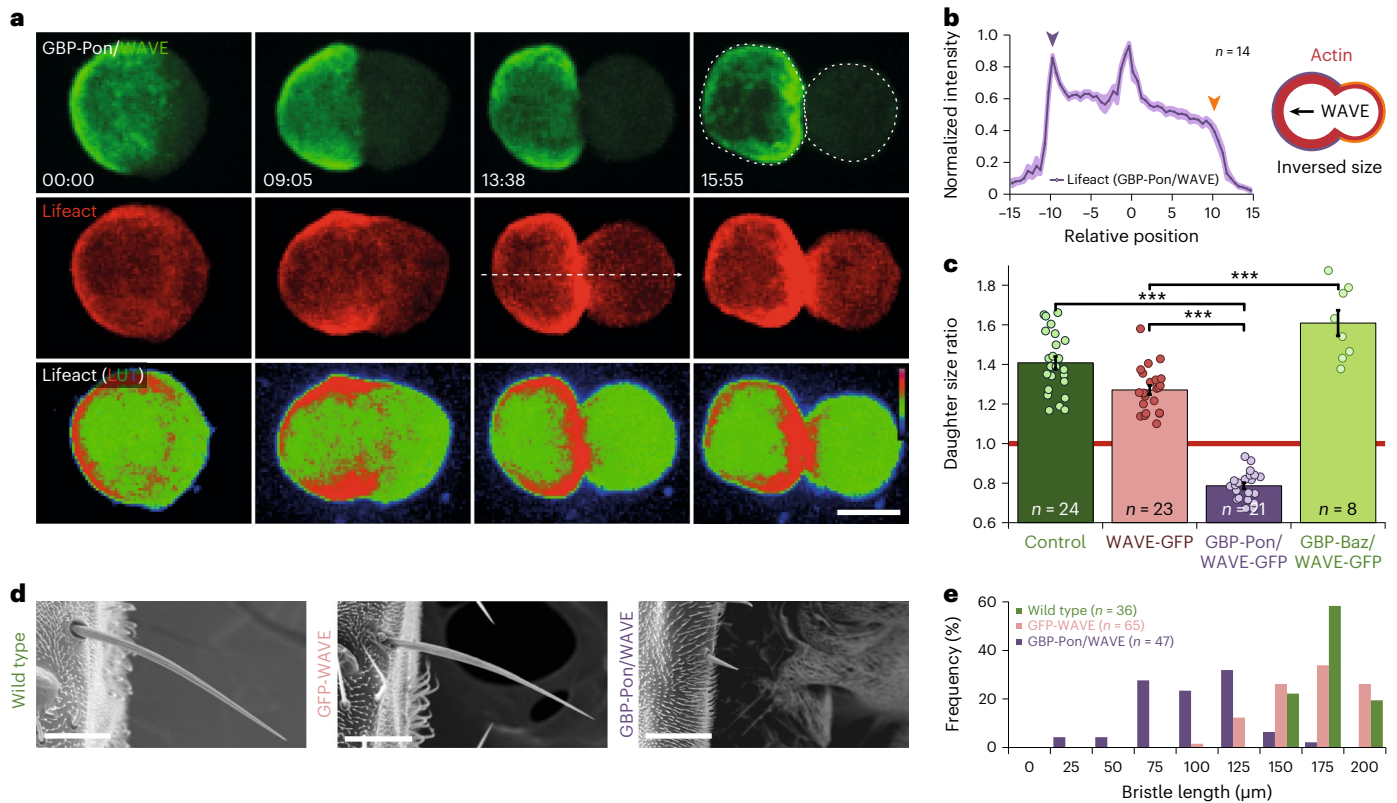 a
GBP-Pon/WAVE
00:00
09:05
13:38
15:55
Lifeact
Lifeact (LUT)
b
Normalized intensity
1.0
0.8
0.6
0.4
0.2
0
n = 14
Lifeact (GBP-Pon/WAVE)
–15
–10
–5
0
5
10
15
Relative position
Actin
WAVE
Inversed size
c
Daughter size ratio
1.8
1.6
1.4
1.2
1.0
0.8
0.6
***
***
***
n = 24
n = 23
n = 21
n = 8
Control
WAVE-GFP
GBP-Pon/
WAVE-GFP
GBP-Baz/
WAVE-GFP
d
Wild type
GFP-WAVE
GBP-Pon/WAVE
e
Frequency (%)
60
40
20
0
Wild type (n = 36)
GFP-WAVE (n = 65)
GBP-Pon/WAVE (n = 47)
0
25
50
75
100
125
150
175
200
Bristle length (µm)